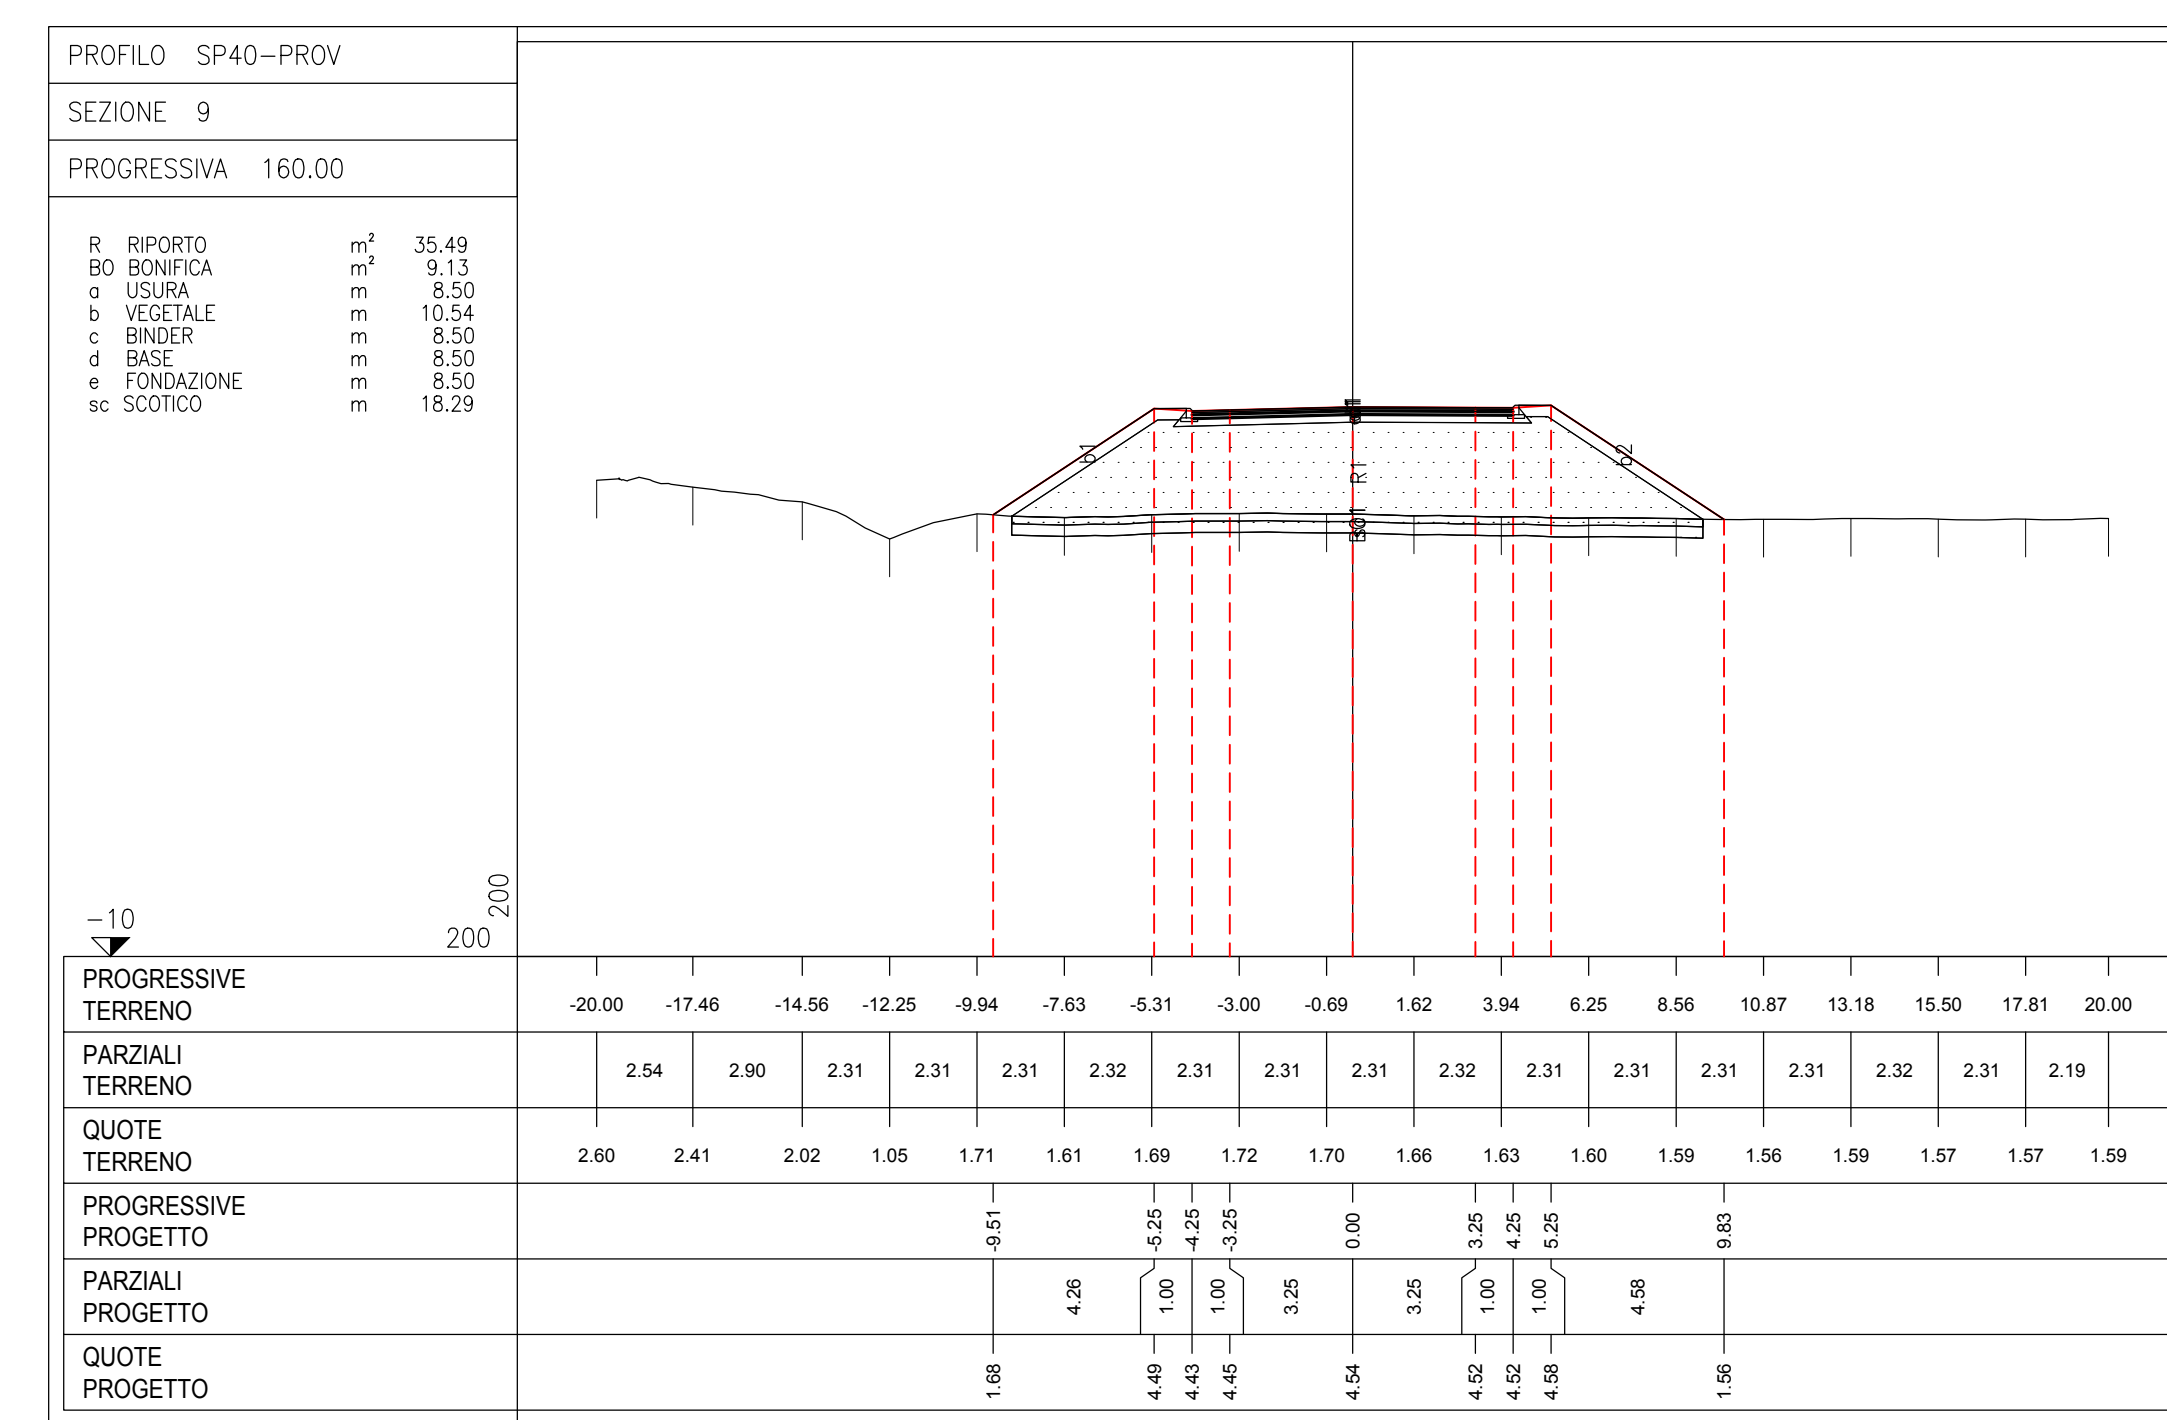 PROFILO SP40-PROV
SEZIONE 9
PROGRESSIVA 160.00
R RIPORTO m² 35.49
BO BONIFICA m² 9.13
a USURA m 8.50
b VEGETALE m 10.54
c BINDER m 8.50
d BASE m 8.50
e FONDAZIONE m 8.50
sc SCOTICO m 18.29
b1
R1
b2
-10
200
200
PROGRESSIVE TERRENO
-20.00 -17.46 -14.56 -12.25 -9.94 -7.63 -5.31 -3.00 -0.69 1.62 3.94 6.25 8.56 10.87 13.18 15.50 17.81 20.00
PARZIALI TERRENO
2.54 2.90 2.31 2.31 2.31 2.32 2.31 2.31 2.31 2.32 2.31 2.31 2.31 2.31 2.32 2.31 2.19
QUOTE TERRENO
2.60 2.41 2.02 1.05 1.71 1.61 1.69 1.72 1.70 1.66 1.63 1.60 1.59 1.56 1.59 1.57 1.57 1.59
PROGRESSIVE PROGETTO
-9.51 -5.25 -4.25 -3.25 0.00 3.25 4.25 5.25 9.83
PARZIALI PROGETTO
4.26 1.00 1.00 3.25 3.25 1.00 1.00 4.58
QUOTE PROGETTO
1.68 4.49 4.43 4.45 4.54 4.52 4.52 4.58 1.56